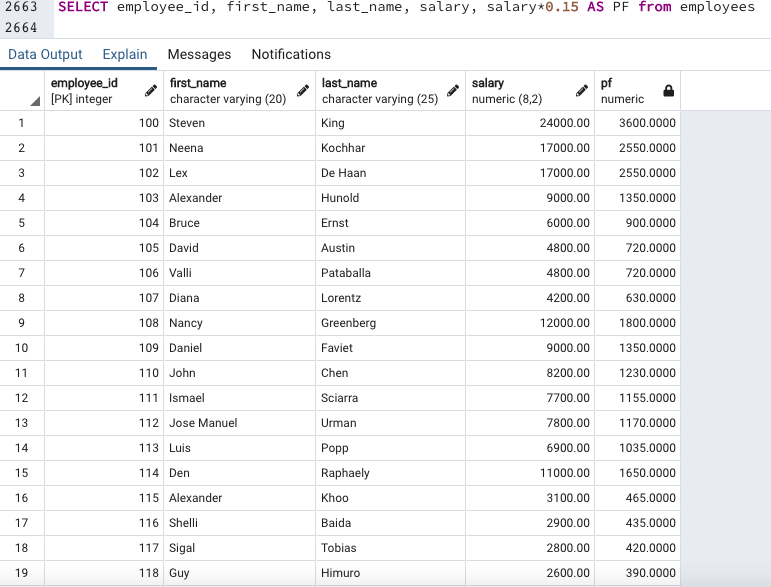 2663 SELECT employee_id, first_name, last_name, salary, salary*0.15 AS PF from employees
2664
Data Output Explain Messages Notifications
employee_id first_name last_name salary pf
[PK] integer character varying (20) character varying (25) numeric (8,2) numeric
1 100 Steven King 24000.00 3600.0000
2 101 Neena Kochhar 17000.00 2550.0000
3 102 Lex De Haan 17000.00 2550.0000
4 103 Alexander Hunold 9000.00 1350.0000
5 104 Bruce Ernst 6000.00 900.0000
6 105 David Austin 4800.00 720.0000
7 106 Valli Pataballa 4800.00 720.0000
8 107 Diana Lorentz 4200.00 630.0000
9 108 Nancy Greenberg 12000.00 1800.0000
10 109 Daniel Faviet 9000.00 1350.0000
11 110 John Chen 8200.00 1230.0000
12 111 Ismael Sciarra 7700.00 1155.0000
13 112 Jose Manuel Urman 7800.00 1170.0000
14 113 Luis Popp 6900.00 1035.0000
15 114 Den Raphaely 11000.00 1650.0000
16 115 Alexander Khoo 3100.00 465.0000
17 116 Shelli Baida 2900.00 435.0000
18 117 Sigal Tobias 2800.00 420.0000
19 118 Guy Himuro 2600.00 390.0000